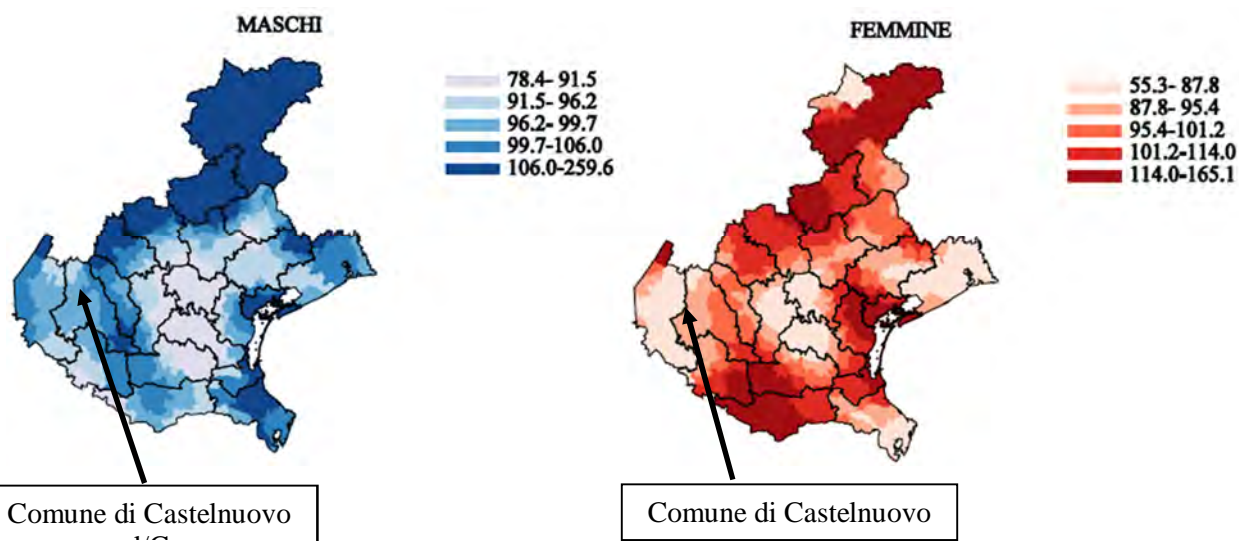 MASCHI
78.4- 91.5
91.5- 96.2
96.2- 99.7
99.7-106.0
106.0-259.6
Comune di Castelnuovo
FEMMINE
55.3- 87.8
87.8- 95.4
95.4-101.2
101.2-114.0
114.0-165.1
Comune di Castelnuovo